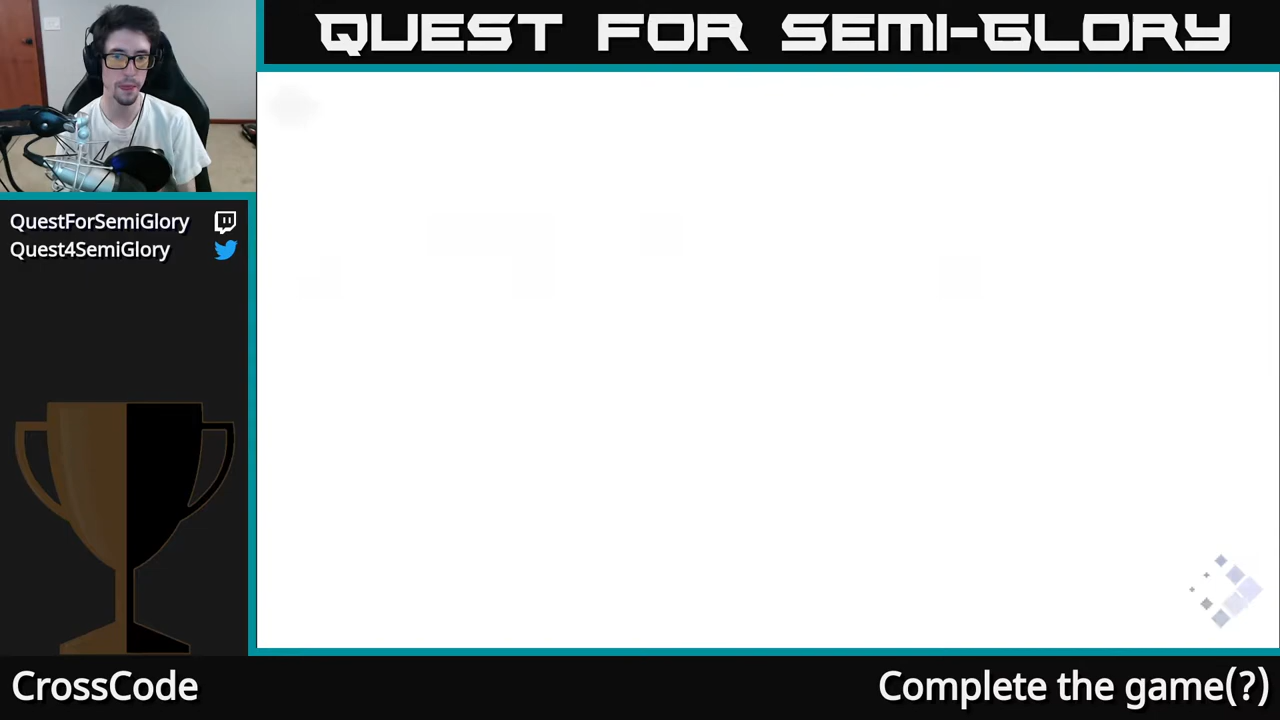 QUEST FOR SEMI-GLORY
QuestForSemiGlory
Quest4SemiGlory
CrossCode
Complete the game(?)